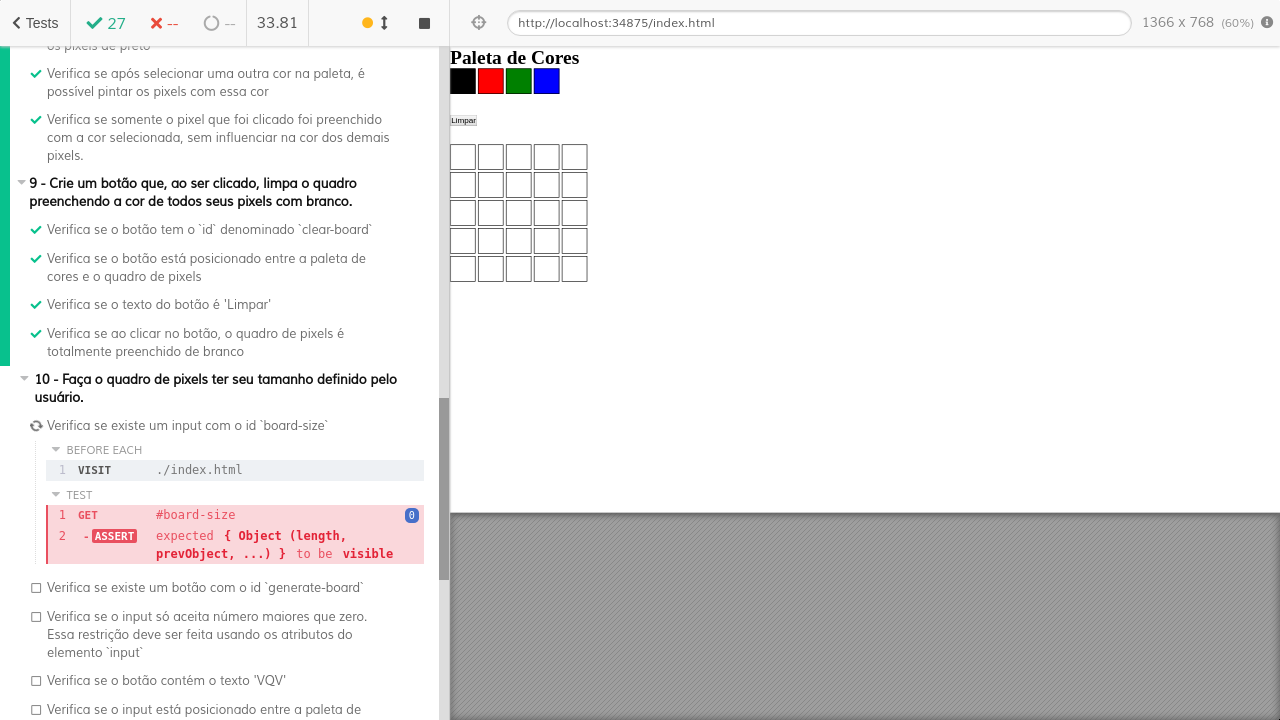 Tests
27
--
--
33.81
http://localhost:34875/index.html
1366 x 768 (60%)
os pixels de preto
Verifica se após selecionar uma outra cor na paleta, é
possível pintar os pixels com essa cor
Verifica se somente o pixel que foi clicado foi preenchido
com a cor selecionada, sem influenciar na cor dos demais
pixels.
9 - Crie um botão que, ao ser clicado, limpa o quadro
preenchendo a cor de todos seus pixels com branco.
Verifica se o botão tem o `id` denominado `clear-board`
Verifica se o botão está posicionado entre a paleta de
cores e o quadro de pixels
Verifica se o texto do botão é 'Limpar'
Verifica se ao clicar no botão, o quadro de pixels é
totalmente preenchido de branco
10 - Faça o quadro de pixels ter seu tamanho definido pelo
usuário.
Verifica se existe um input com o id `board-size`
BEFORE EACH
1 VISIT ./index.html
TEST
1 GET #board-size 0
2 -ASSERT expected { Object (length,
prevObject, ...) } to be visible
Verifica se existe um botão com o id `generate-board`
Verifica se o input só aceita número maiores que zero.
Essa restrição deve ser feita usando os atributos do
elemento `input`
Verifica se o botão contém o texto 'VQV'
Verifica se o input está posicionado entre a paleta de
Paleta de Cores
Limpar